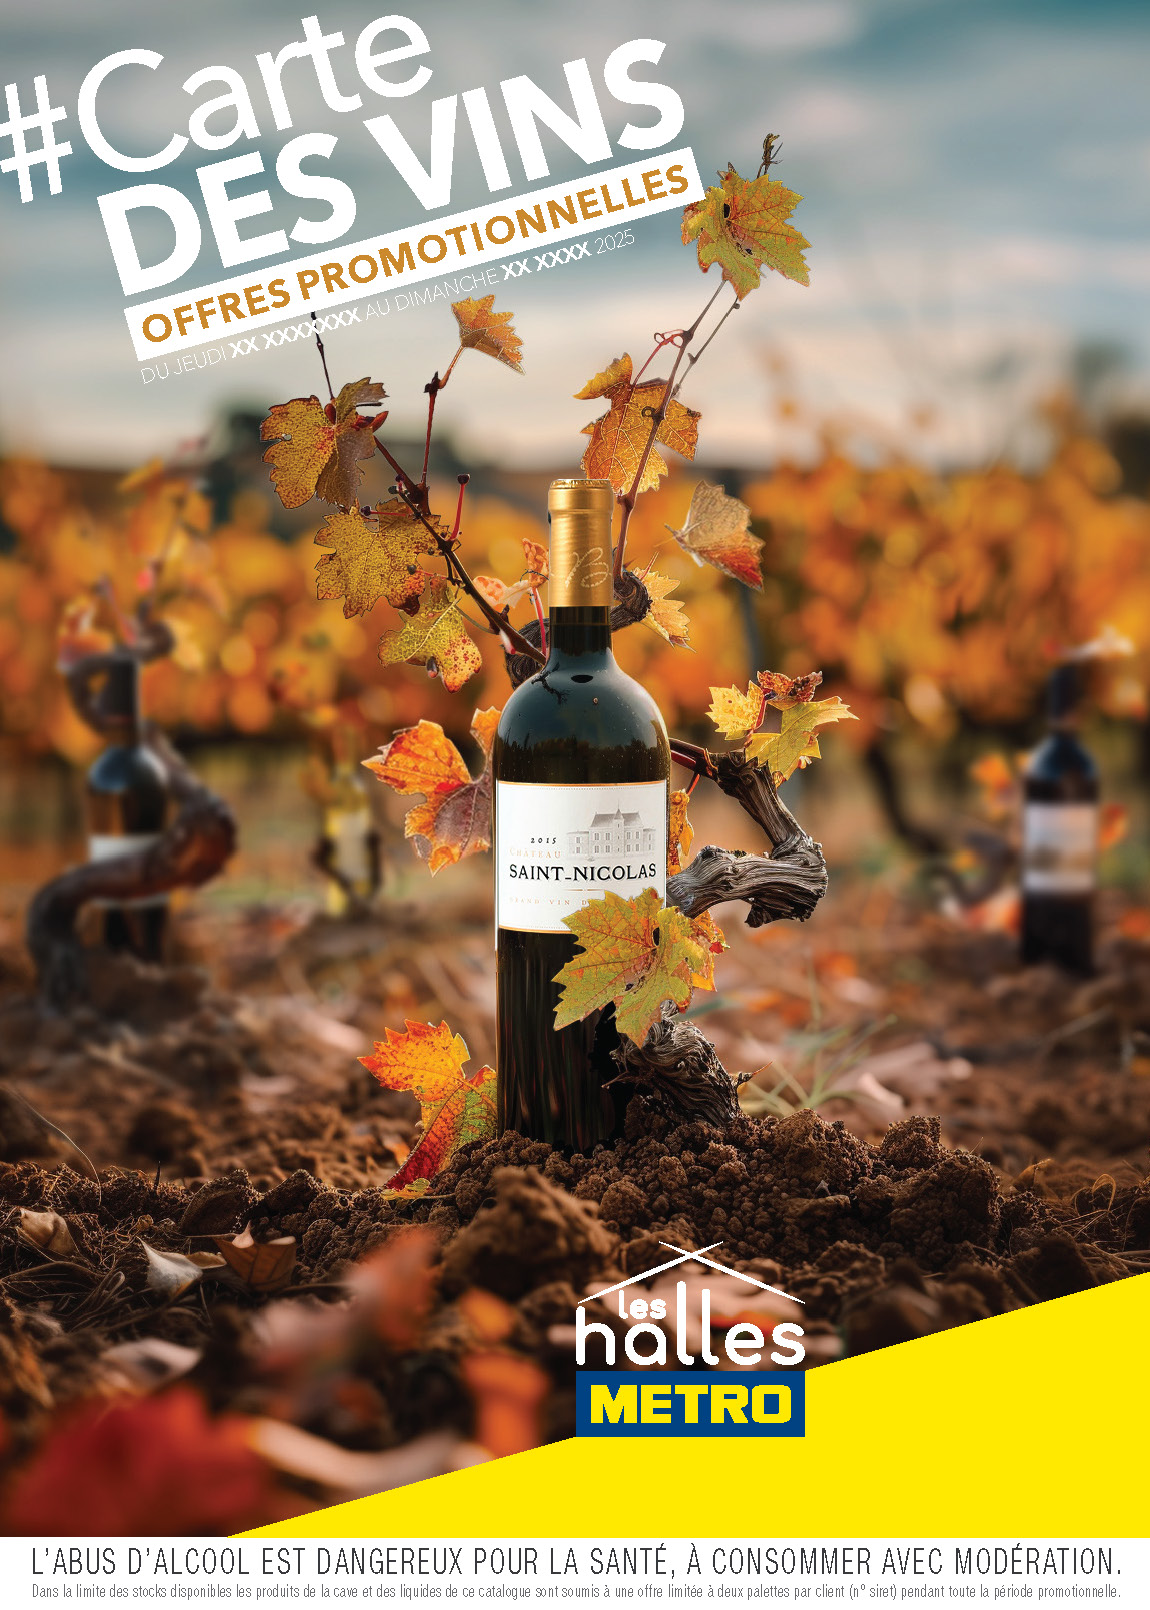 #Carte
DES VINS
OFFRES PROMOTIONNELLES
DU JEUDI XX XXXXXXX AU DIMANCHE XX XXXX 2025
B
2015
CHÂTEAU
SAINT-NICOLAS
GRAND VIN D
les
halles
METRO
L'ABUS D'ALCOOL EST DANGEREUX POUR LA SANTÉ, À CONSOMMER AVEC MODÉRATION.
Dans la limite des stocks disponibles les produits de la cave et des liquides de ce catalogue sont soumis à une offre limitée à deux palettes par client (n° siret) pendant toute la période promotionnelle.